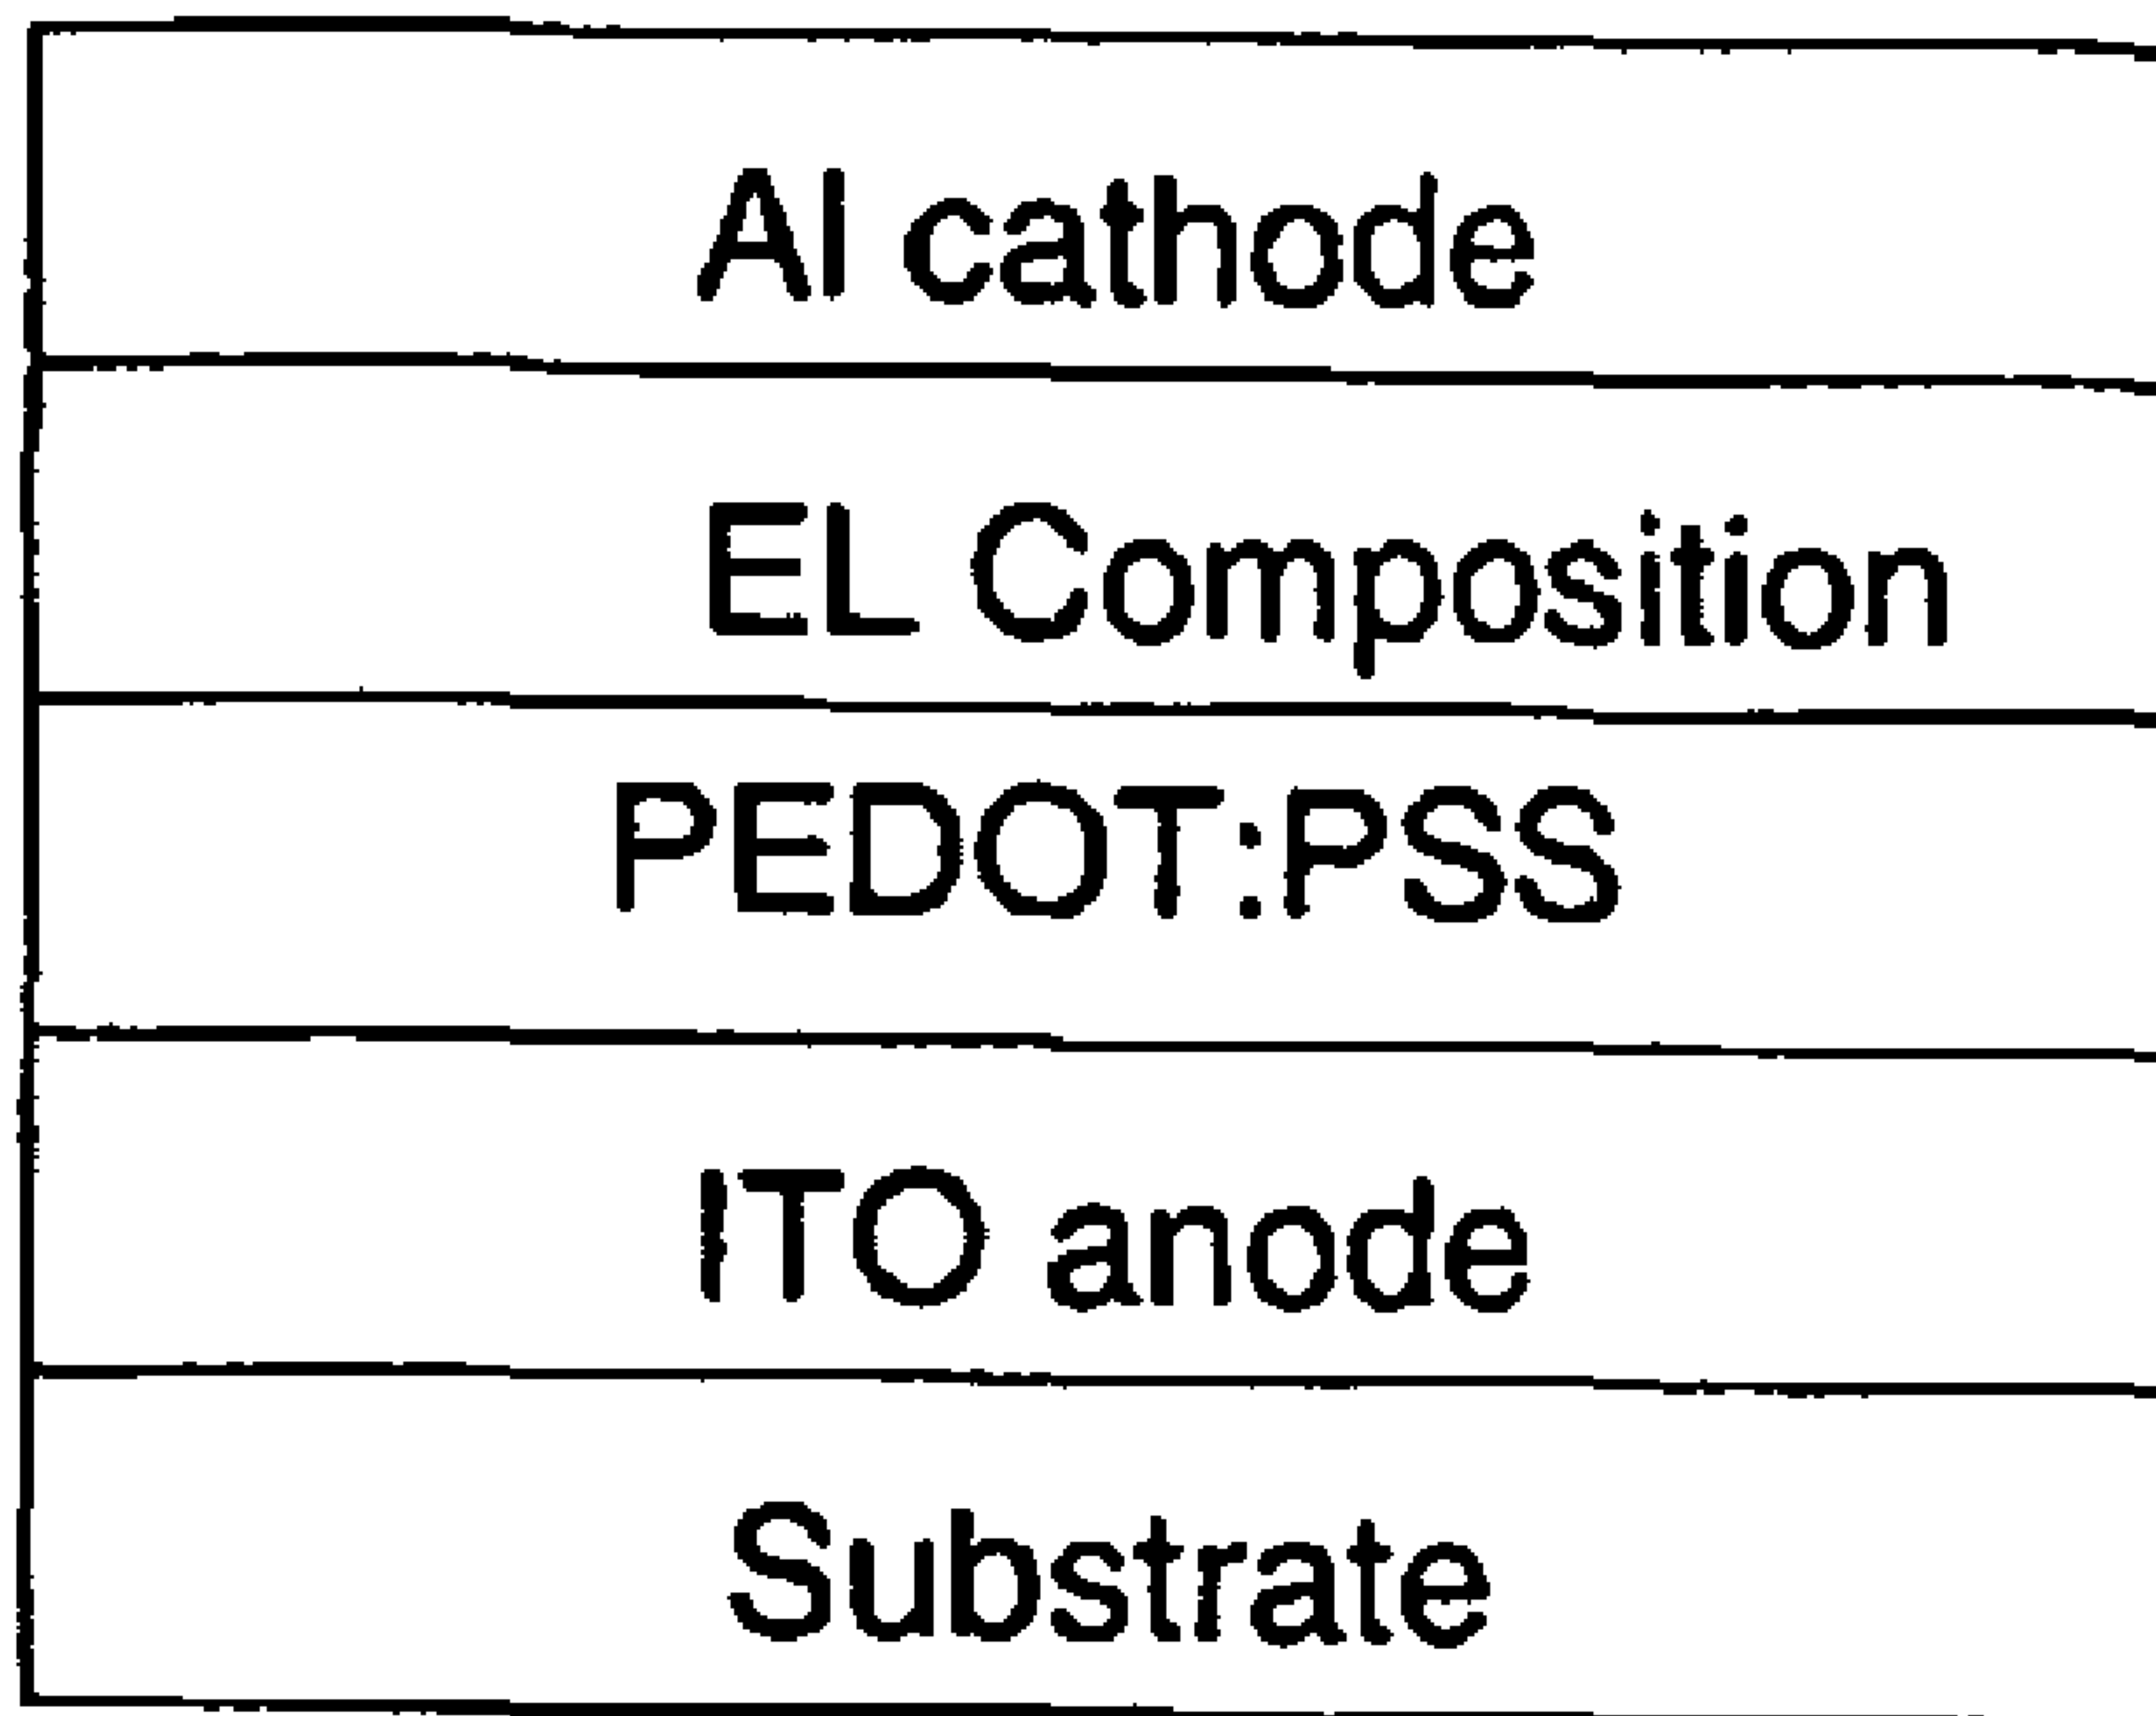 Al cathode
EL Composition
PEDOT:PSS
ITO anode
Substrate